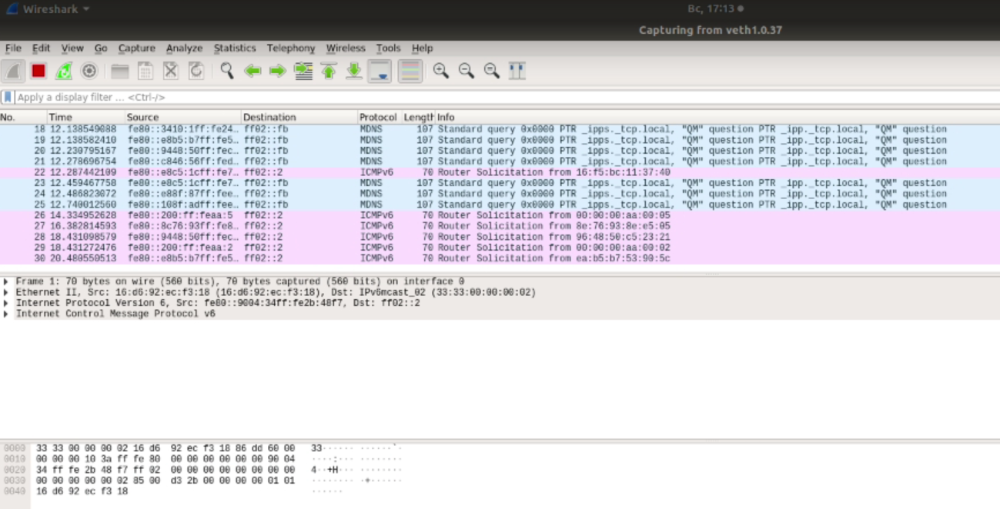 Wireshark
Вс, 17:13
Capturing from veth1.0.37
File Edit View Go Capture Analyze Statistics Telephony Wireless Tools Help
Apply a display filter ... <Ctrl-/>
No. Time Source Destination Protocol Length Info
18 12.138549088 fe80::3410:1ff:fe24… ff02::fb MDNS 107 Standard query 0x0000 PTR _ipps._tcp.local, "QM" question PTR _ipp._tcp.local, "QM" question
19 12.138582410 fe80::e8b5:b7ff:fe5… ff02::fb MDNS 107 Standard query 0x0000 PTR _ipps._tcp.local, "QM" question PTR _ipp._tcp.local, "QM" question
20 12.230795167 fe80::9448:50ff:fec… ff02::fb MDNS 107 Standard query 0x0000 PTR _ipps._tcp.local, "QM" question PTR _ipp._tcp.local, "QM" question
21 12.278696754 fe80::c846:56ff:fed… ff02::fb MDNS 107 Standard query 0x0000 PTR _ipps._tcp.local, "QM" question PTR _ipp._tcp.local, "QM" question
22 12.287442109 fe80::e8c5:1cff:fe7… ff02::2 ICMPv6 70 Router Solicitation from 16:f5:bc:11:37:40
23 12.459467758 fe80::e8c5:1cff:fe7… ff02::fb MDNS 107 Standard query 0x0000 PTR _ipps._tcp.local, "QM" question PTR _ipp._tcp.local, "QM" question
24 12.486823072 fe80::e88f:87ff:fee… ff02::fb MDNS 107 Standard query 0x0000 PTR _ipps._tcp.local, "QM" question PTR _ipp._tcp.local, "QM" question
25 12.740012560 fe80::108f:adff:fee… ff02::fb MDNS 107 Standard query 0x0000 PTR _ipps._tcp.local, "QM" question PTR _ipp._tcp.local, "QM" question
26 14.334952628 fe80::200:ff:feaa:5 ff02::2 ICMPv6 70 Router Solicitation from 00:00:00:aa:00:05
27 16.382814593 fe80::8c76:93ff:fe8… ff02::2 ICMPv6 70 Router Solicitation from 8e:76:93:8e:e5:05
28 18.431098579 fe80::9448:50ff:fec… ff02::2 ICMPv6 70 Router Solicitation from 96:48:50:c5:23:21
29 18.431272476 fe80::200:ff:feaa:2 ff02::2 ICMPv6 70 Router Solicitation from 00:00:00:aa:00:02
30 20.480550513 fe80::e8b5:b7ff:fe5… ff02::2 ICMPv6 70 Router Solicitation from ea:b5:b7:53:90:5c
Frame 1: 70 bytes on wire (560 bits), 70 bytes captured (560 bits) on interface 0
Ethernet II, Src: 16:d6:92:ec:f3:18 (16:d6:92:ec:f3:18), Dst: IPv6mcast_02 (33:33:00:00:00:02)
Internet Protocol Version 6, Src: fe80::9004:34ff:fe2b:48f7, Dst: ff02::2
Internet Control Message Protocol v6
0000 33 33 00 00 00 02 16 d6 92 ec f3 18 86 dd 60 00 33······ ······`·
0010 00 00 00 10 3a ff fe 80 00 00 00 00 00 00 90 04 ····:··· ········
0020 34 ff fe 2b 48 f7 ff 02 00 00 00 00 00 00 00 00 4··+H··· ········
0030 00 00 00 00 00 02 85 00 d3 2b 00 00 00 00 01 01 ········ ·+······
0040 16 d6 92 ec f3 18 ······